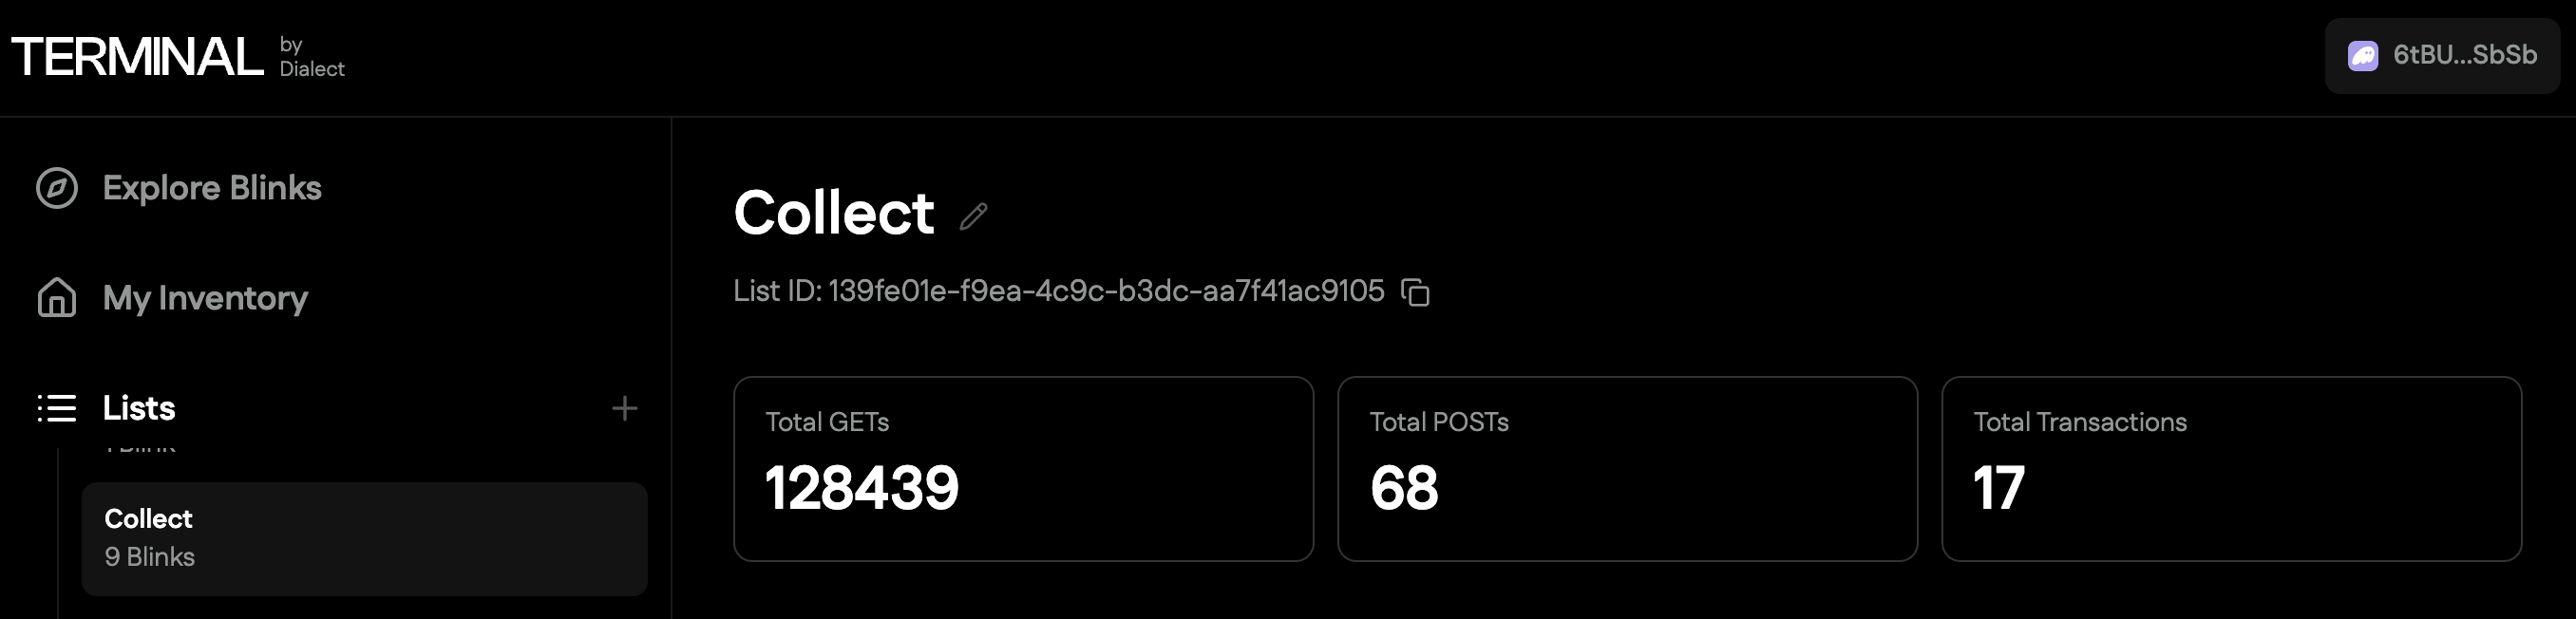 TERMINAL by Dialect
6tBU...SbSb
Explore Blinks
My Inventory
Lists
Collect
9 Blinks
Collect
List ID: 139fe01e-f9ea-4c9c-b3dc-aa7f41ac9105
Total GETs
128439
Total POSTs
68
Total Transactions
17